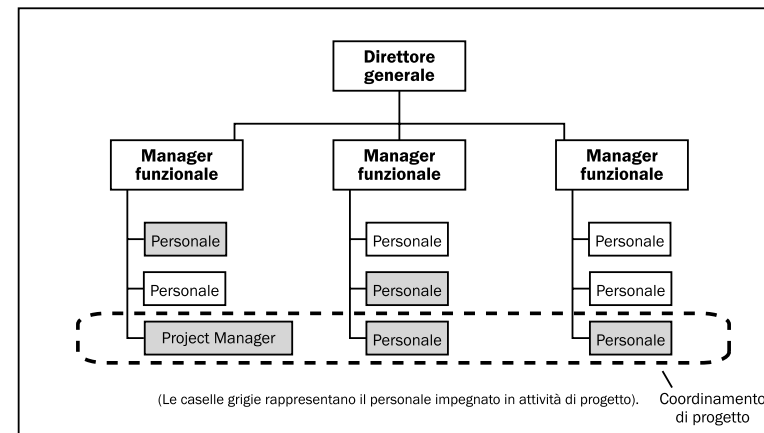 Direttore
generale
Manager
funzionale
Manager
funzionale
Manager
funzionale
Personale
Personale
Personale
Personale
Personale
Personale
Project Manager
Personale
Personale
(Le caselle grigie rappresentano il personale impegnato in attività di progetto).
Coordinamento
di progetto